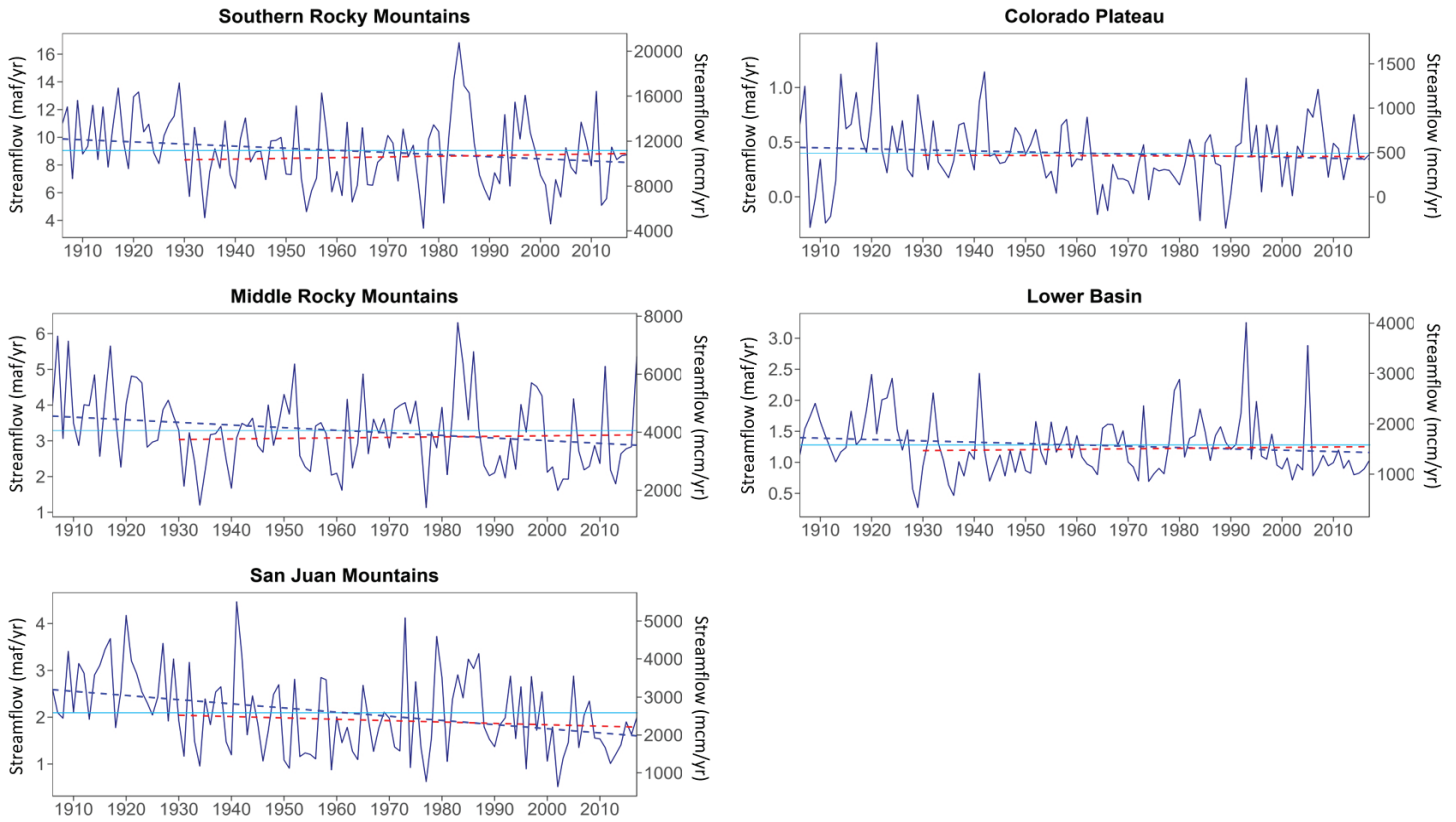 Southern Rocky Mountains
Streamflow (maf/yr)
16
14
12
10
8
6
4
20000
16000
12000
8000
4000
Streamflow (mcm/yr)
1910 1920 1930 1940 1950 1960 1970 1980 1990 2000 2010
Colorado Plateau
Streamflow (maf/yr)
1.0
0.5
0.0
1500
1000
500
0
Streamflow (mcm/yr)
1910 1920 1930 1940 1950 1960 1970 1980 1990 2000 2010
Middle Rocky Mountains
Streamflow (maf/yr)
6
5
4
3
2
1
8000
6000
4000
2000
Streamflow (mcm/yr)
1910 1920 1930 1940 1950 1960 1970 1980 1990 2000 2010
Lower Basin
Streamflow (maf/yr)
3.0
2.5
2.0
1.5
1.0
0.5
4000
3000
2000
1000
Streamflow (mcm/yr)
1910 1920 1930 1940 1950 1960 1970 1980 1990 2000 2010
San Juan Mountains
Streamflow (maf/yr)
4
3
2
1
5000
4000
3000
2000
1000
Streamflow (mcm/yr)
1910 1920 1930 1940 1950 1960 1970 1980 1990 2000 2010